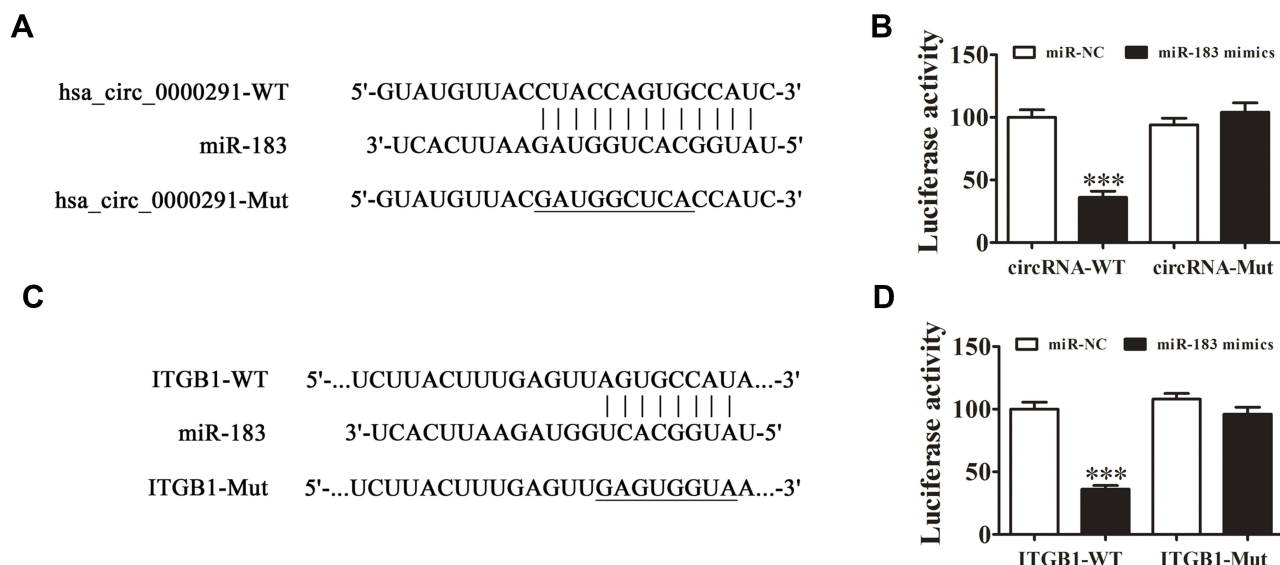 A
hsa_circ_0000291-WT 5'-GUAUGUUACCUACCAGUGCCAUC-3'
miR-183 3'-UCACUUAAGAUGGUCACGGUAU-5'
hsa_circ_0000291-Mut 5'-GUAUGUUACGAUGGCUCACCAUC-3'
B
Luciferase activity
miR-NC miR-183 mimics
150
100
50
0
***
circRNA-WT circRNA-Mut
C
ITGB1-WT 5'-...UCUUACUUUGAGUUAGUGCCAUA...-3'
miR-183 3'-UCACUUAAGAUGGUCACGGUAU-5'
ITGB1-Mut 5'-...UCUUACUUUGAGUUGAGUGGUAA...-3'
D
Luciferase activity
miR-NC miR-183 mimics
150
100
50
0
***
ITGB1-WT ITGB1-Mut